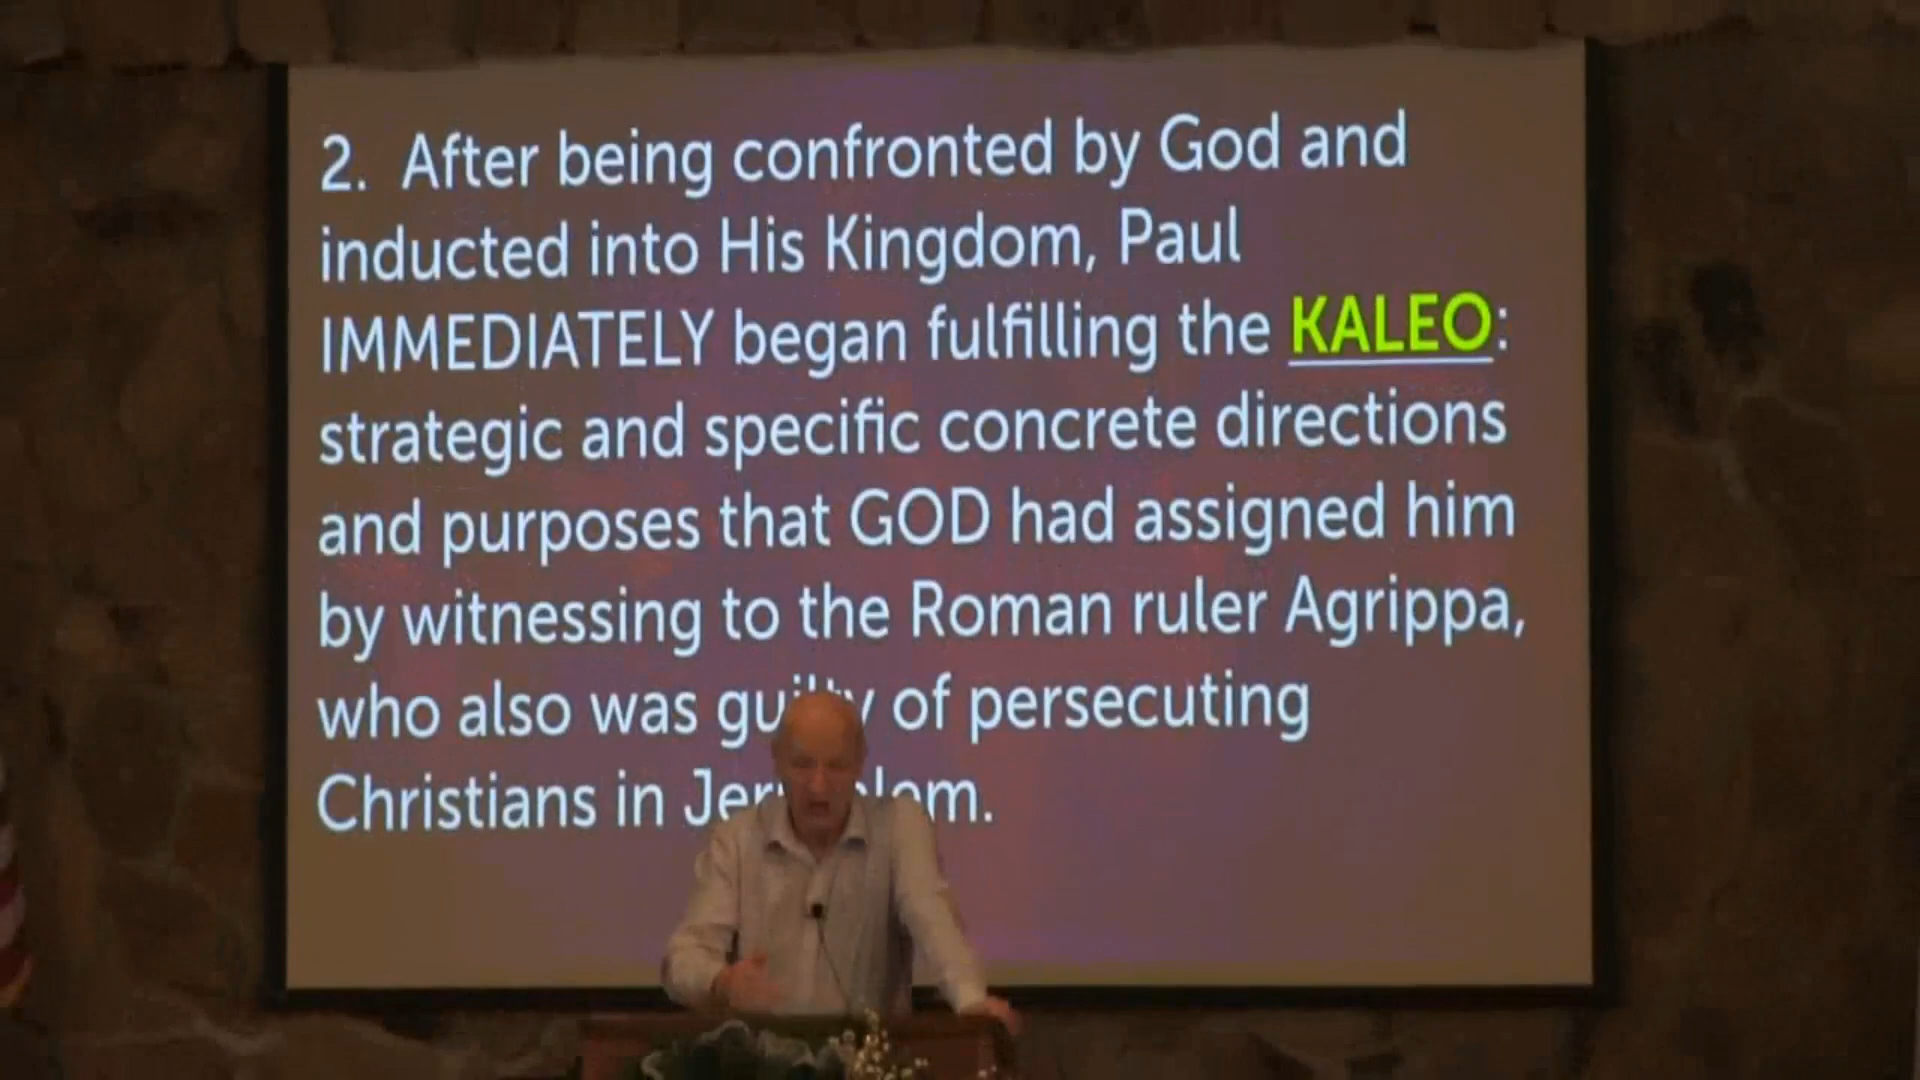 2. After being confronted by God and
inducted into His Kingdom, Paul
IMMEDIATELY began fulfilling the KALEO:
strategic and specific concrete directions
and purposes that GOD had assigned him
by witnessing to the Roman ruler Agrippa,
who also was guilty of persecuting
Christians in Jerusalem.